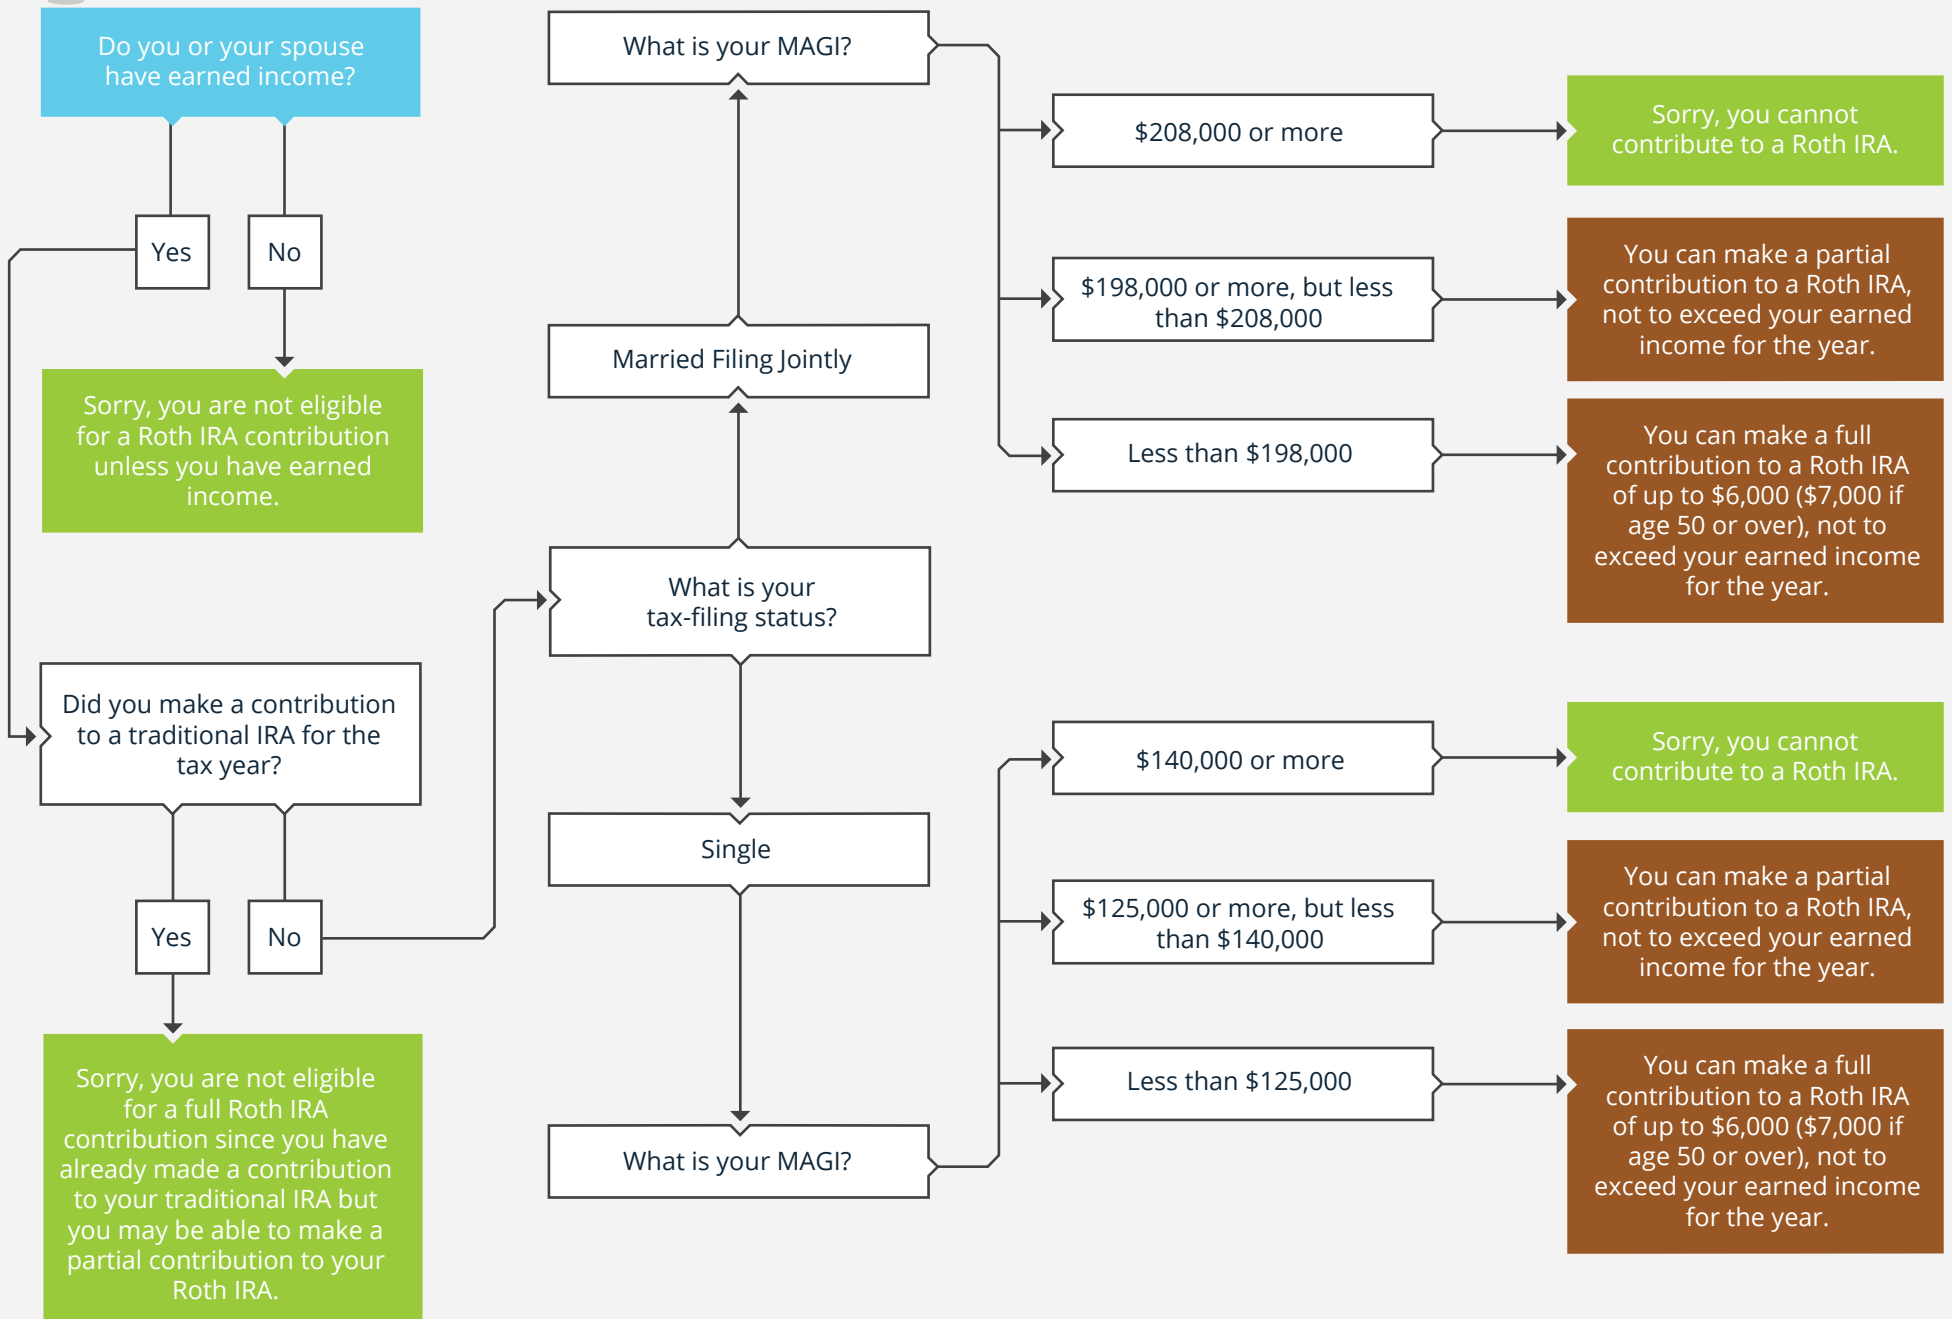 Do you or your spouse
have earned income?
Yes
No
Sorry, you are not eligible
for a Roth IRA contribution
unless you have earned
income.
Did you make a contribution
to a traditional IRA for the
tax year?
Yes
No
Sorry, you are not eligible
for a full Roth IRA
contribution since you have
already made a contribution
to your traditional IRA but
you may be able to make a
partial contribution to your
Roth IRA.
What is your
tax-filing status?
Married Filing Jointly
What is your MAGI?
$208,000 or more
Sorry, you cannot
contribute to a Roth IRA.
$198,000 or more, but less
than $208,000
You can make a partial
contribution to a Roth IRA,
not to exceed your earned
income for the year.
Less than $198,000
You can make a full
contribution to a Roth IRA
of up to $6,000 ($7,000 if
age 50 or over), not to
exceed your earned income
for the year.
Single
What is your MAGI?
$140,000 or more
Sorry, you cannot
contribute to a Roth IRA.
$125,000 or more, but less
than $140,000
You can make a partial
contribution to a Roth IRA,
not to exceed your earned
income for the year.
Less than $125,000
You can make a full
contribution to a Roth IRA
of up to $6,000 ($7,000 if
age 50 or over), not to
exceed your earned income
for the year.